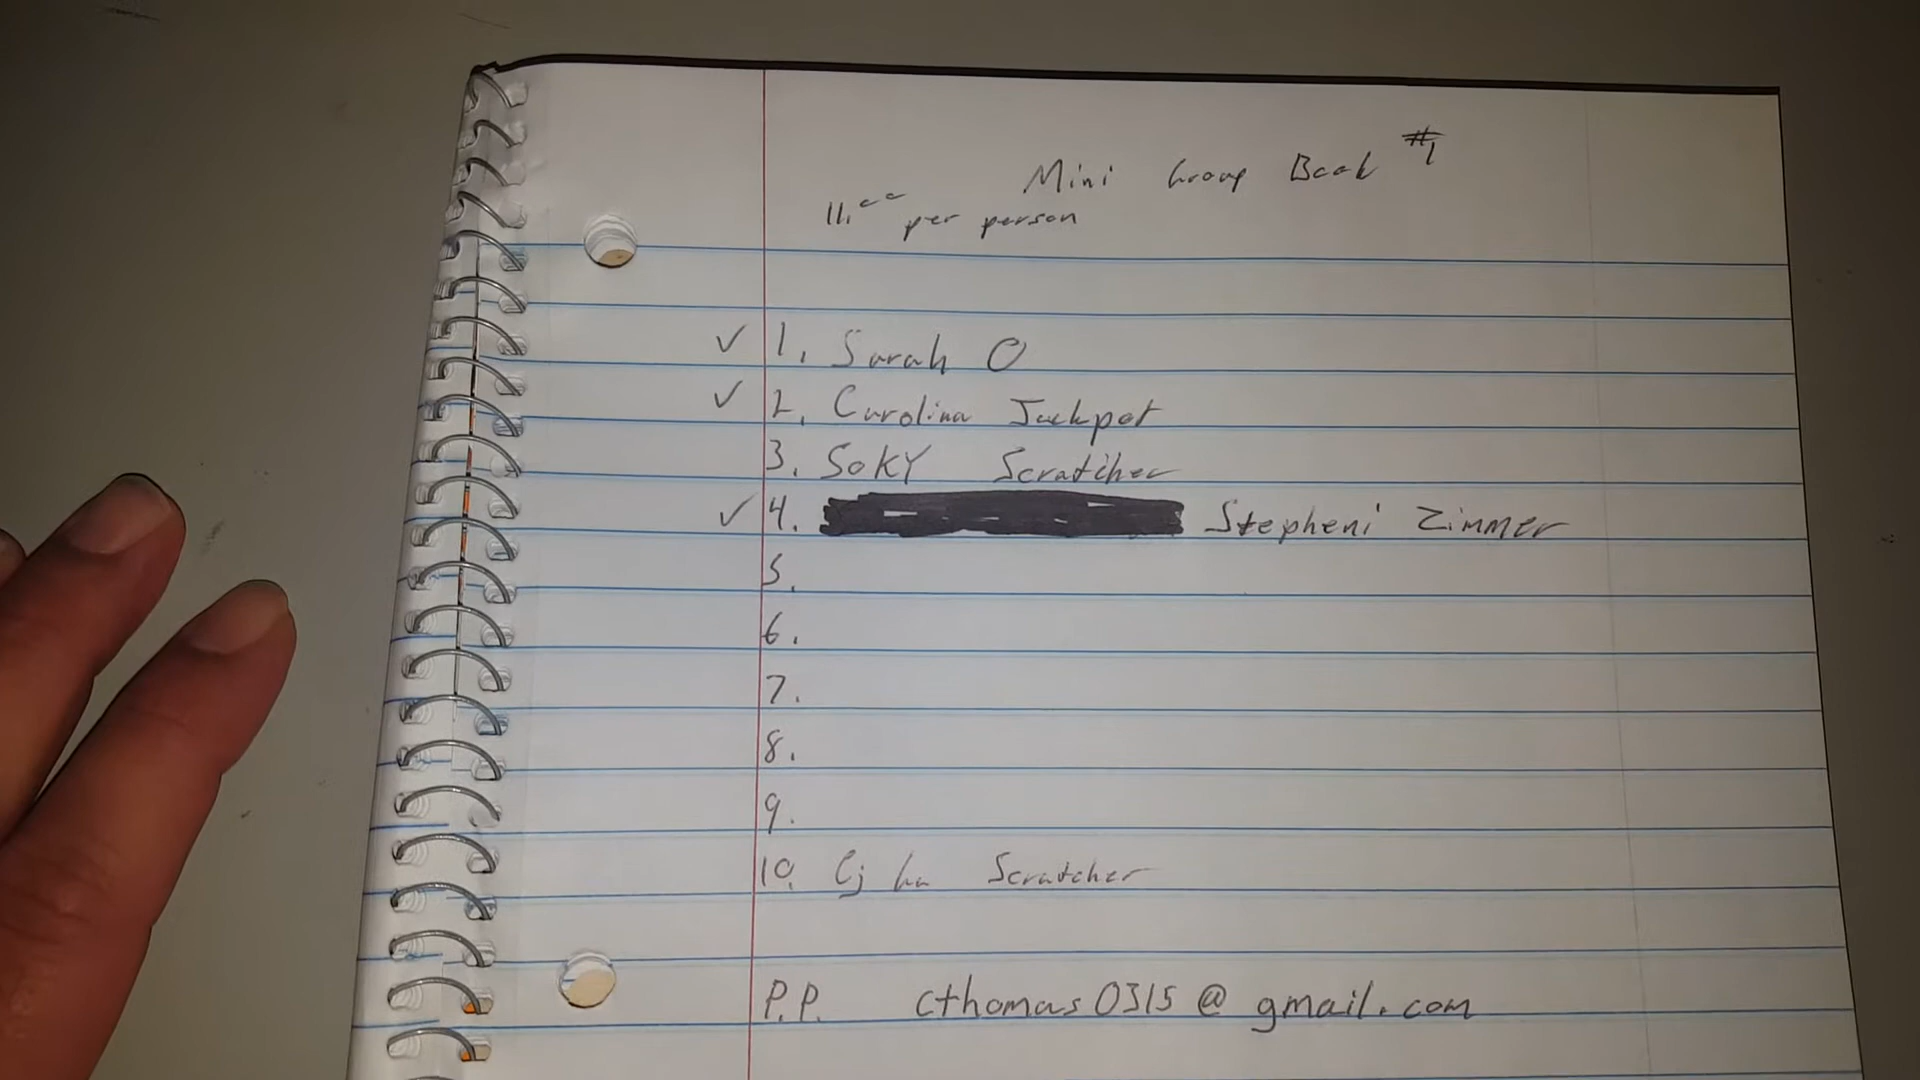 Mini Group Book #1
11.00 per person
✓ 1. Sarah O
✓ 2. Carolina Jackpot
3. SoKY Scratcher
✓ 4. Stepheni Zimmer
5.
6.
7.
8.
9.
10. Cj Scratcher
P.P. cthomas0315@gmail.com